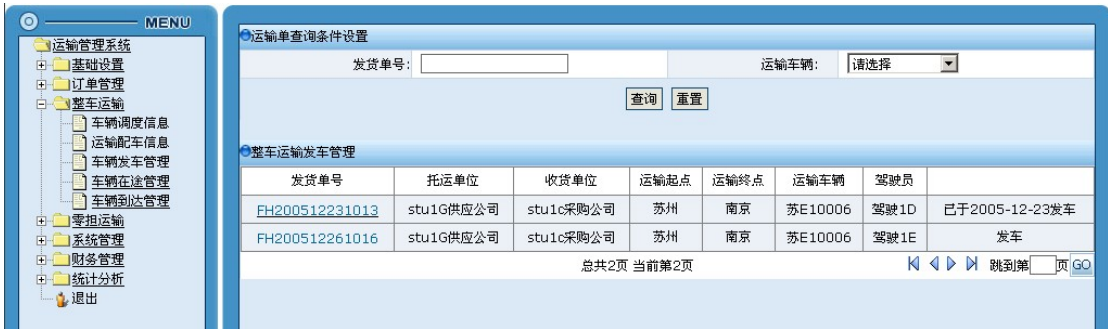 MENU
运输管理系统
基础设置
订单管理
整车运输
车辆调度信息
运输配车信息
车辆发车管理
车辆在途管理
车辆到达管理
零担运输
系统管理
财务管理
统计分析
退出
运输单查询条件设置
发货单号: 运输车辆: 请选择
查询 重置
整车运输发车管理
发货单号 托运单位 收货单位 运输起点 运输终点 运输车辆 驾驶员
FH200512231013 stu1G供应公司 stu1c采购公司 苏州 南京 苏E10006 驾驶1D 已于2005-12-23发车
FH200512261016 stu1G供应公司 stu1c采购公司 苏州 南京 苏E10006 驾驶1E 发车
总共2页 当前第2页 跳到第 页 GO